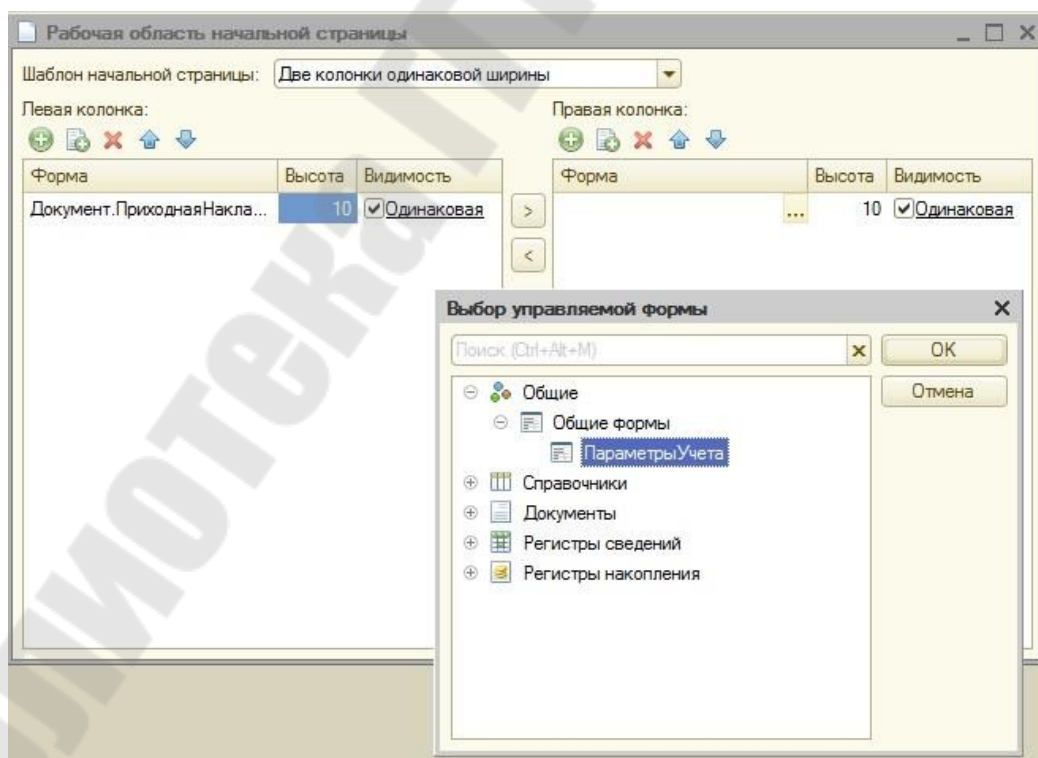 Рабочая область начальной страницы
Шаблон начальной страницы: Две колонки одинаковой ширины
Левая колонка: Правая колонка:
Форма Высота Видимость Форма Высота Видимость
Документ.ПриходнаяНакла... 10 Одинаковая > ... 10 Одинаковая
<
Выбор управляемой формы
Поиск (Ctrl+Alt+M) OK
Общие Отмена
Общие формы
ПараметрыУчета
Справочники
Документы
Регистры сведений
Регистры накопления